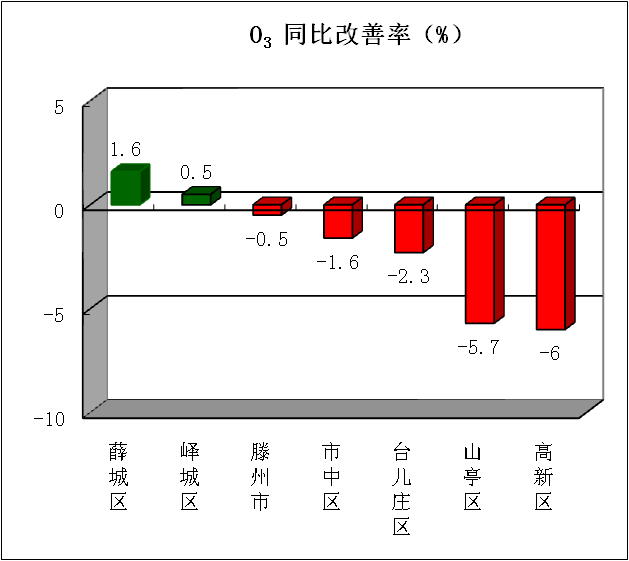 O₃ 同比改善率（%）
5
0
-5
-10
1.6
0.5
-0.5
-1.6
-2.3
-5.7
-6
薛城区
峄城区
滕州市
市中区
台儿庄区
山亭区
高新区